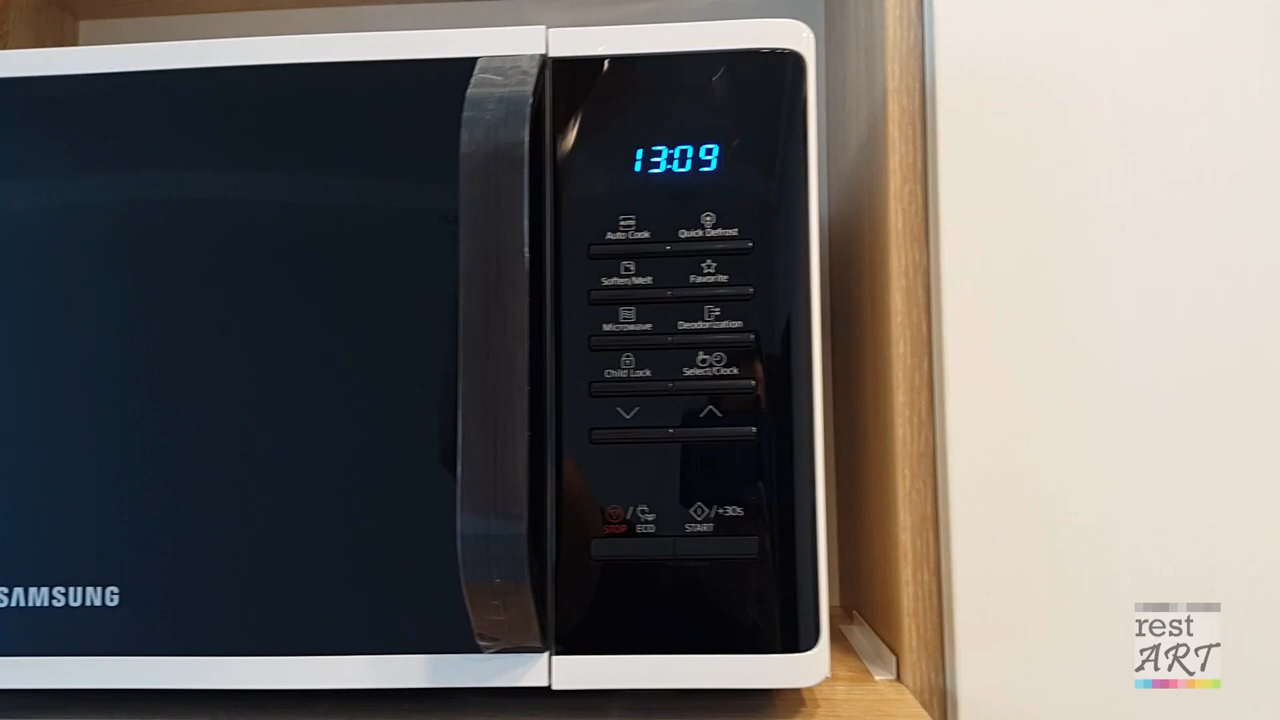 13:09
AUTO
Auto Cook Quick Defrost
Soften/Melt Favorite
Microwave Deodorization
Child Lock Select/Clock
/ /+30s
STOP ECO START
SAMSUNG
rest
ART